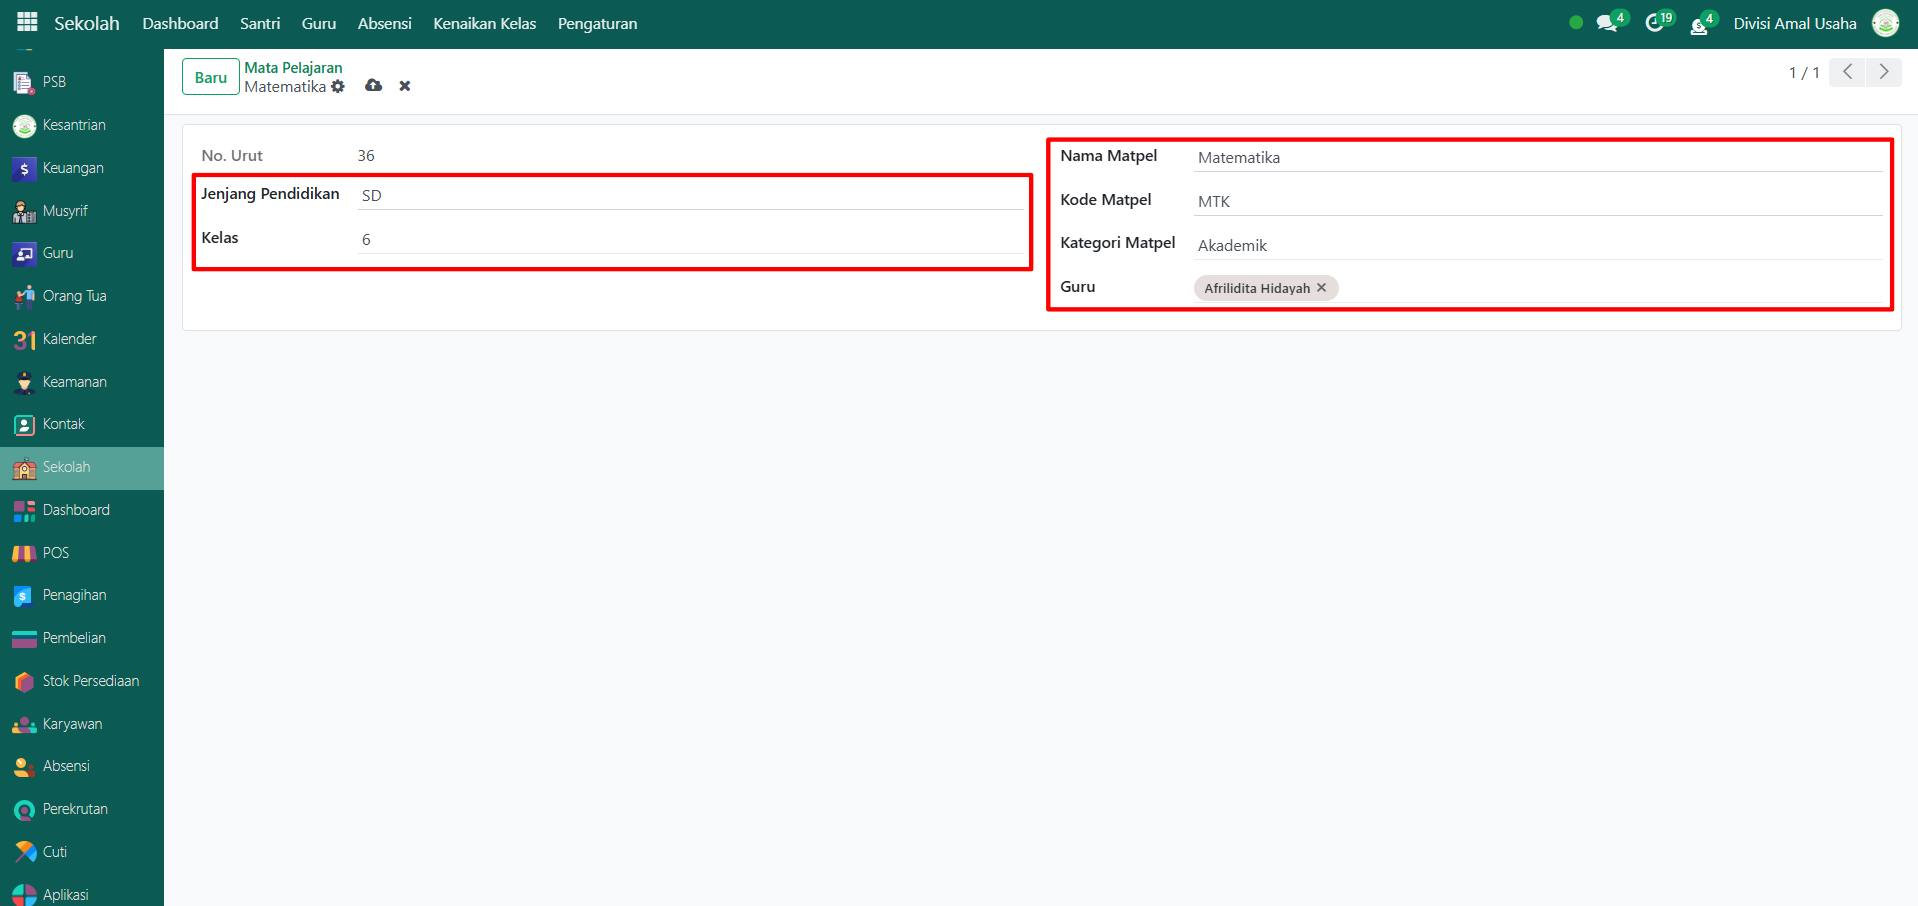 Sekolah Dashboard Santri Guru Absensi Kenaikan Kelas Pengaturan 4 19 4 Divisi Amal Usaha
PSB
Kesantrian
Keuangan
Musyrif
Guru
Orang Tua
31 Kalender
Keamanan
Kontak
Sekolah
Dashboard
POS
Penagihan
Pembelian
Stok Persediaan
Karyawan
Absensi
Perekrutan
Cuti
Aplikasi
Baru
Mata Pelajaran
Matematika
1 / 1
No. Urut 36
Jenjang Pendidikan SD
Kelas 6
Nama Matpel Matematika
Kode Matpel MTK
Kategori Matpel Akademik
Guru Afrilidita Hidayah ×